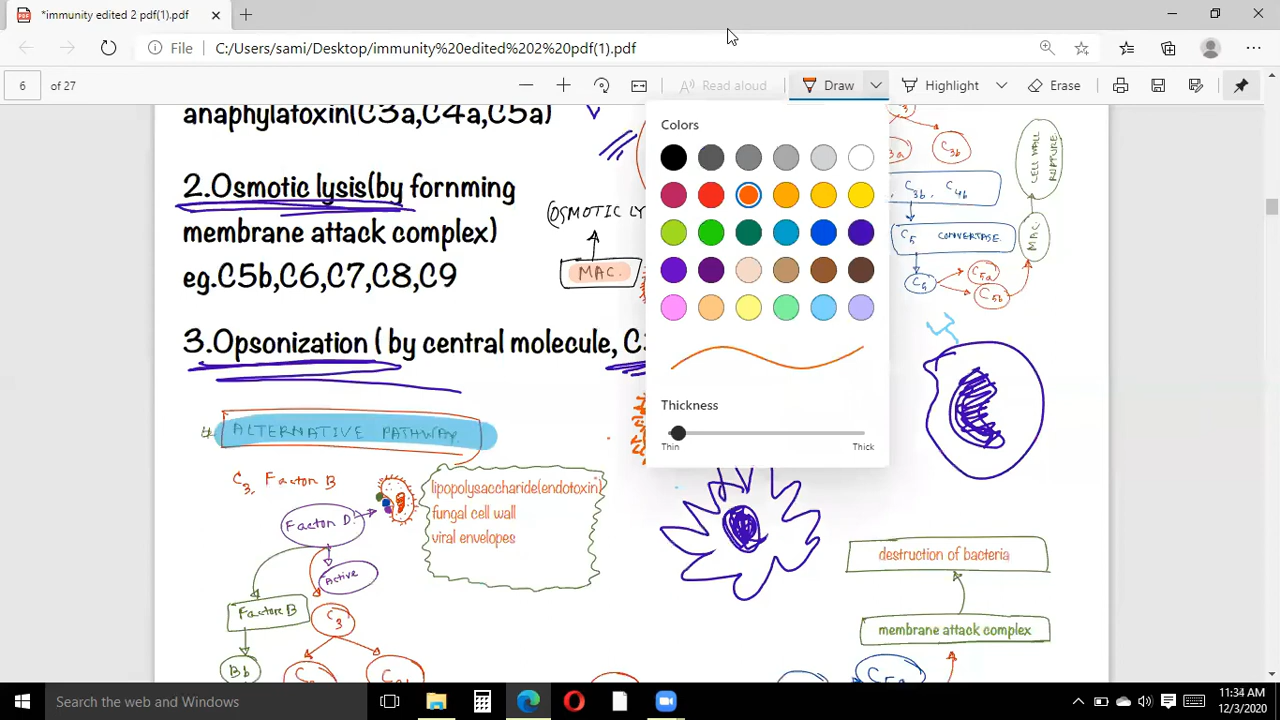 *immunity edited 2 pdf(1).pdf
File C:/Users/sami/Desktop/immunity%20edited%202%20pdf(1).pdf
6 of 27
Read aloud
Draw
Highlight
Erase
anaphylatoxin(C3a,C4a,C5a)
2.Osmotic lysis(by fornming
membrane attack complex)
eg.C5b,C6,C7,C8,C9
OSMOTIC LY
MAC.
3.Opsonization ( by central molecule, C
Colors
Thickness
Thin Thick
3a
C3b
CELL WALL
RUPTURE.
, C3b, C4b
C5 CONVERTASE.
MAC
C5
C5a
C5b
ALTERNATIVE PATHWAY.
C3, Factor B
Factor D
Active
Factor B
C3
Bb
lipopolysaccharide(endotoxin)
fungal cell wall
viral envelopes
destruction of bacteria
membrane attack complex
C5a
Search the web and Windows
11:34 AM
12/3/2020